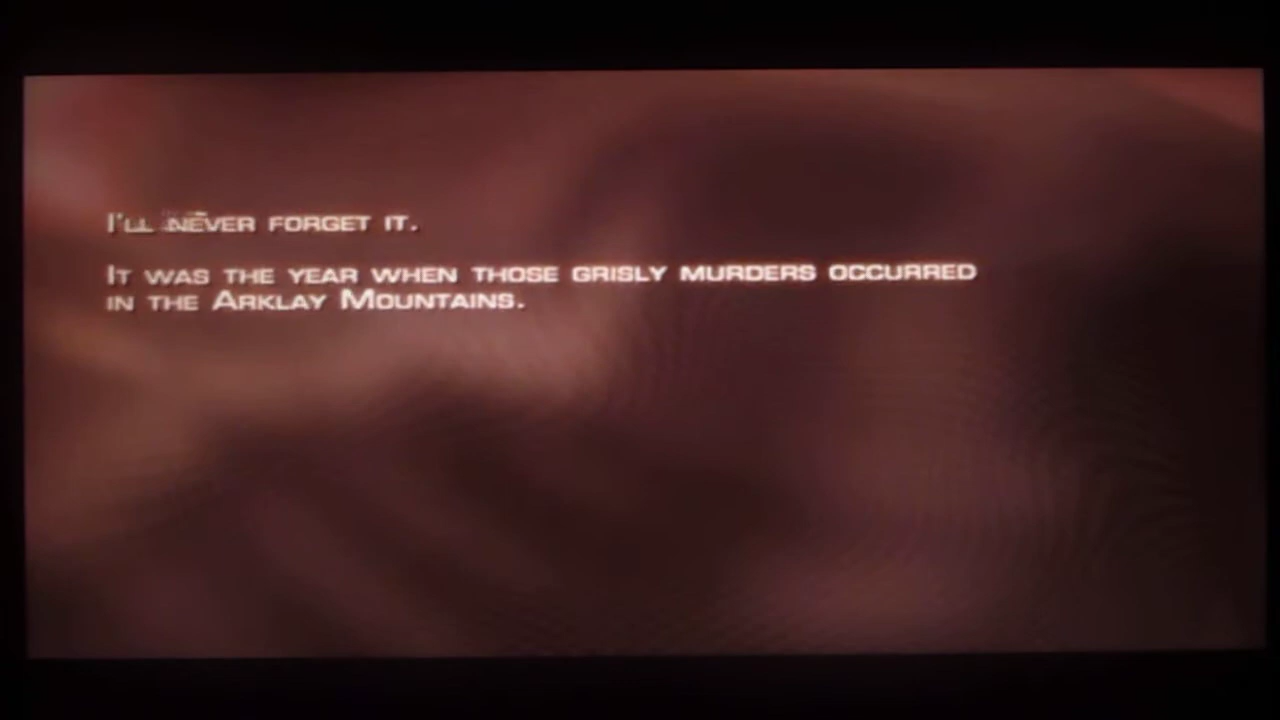 I'll never forget it.
It was the year when those grisly murders occurred
in the Arklay Mountains.